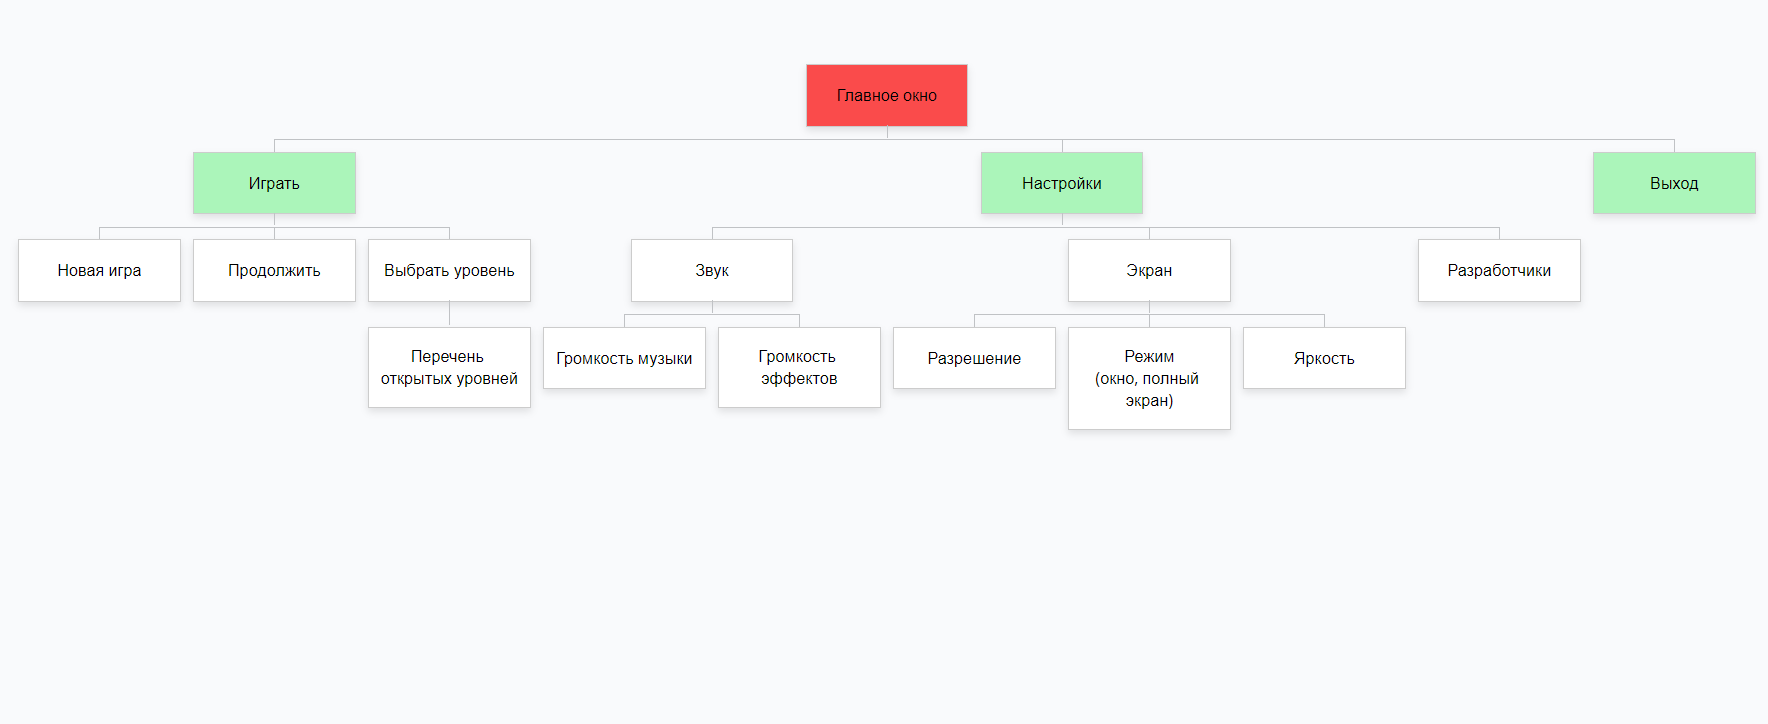 Главное окно
Играть
Настройки
Выход
Новая игра
Продолжить
Выбрать уровень
Звук
Экран
Разработчики
Перечень
открытых уровней
Громкость музыки
Громкость
эффектов
Разрешение
Режим
(окно, полный
экран)
Яркость